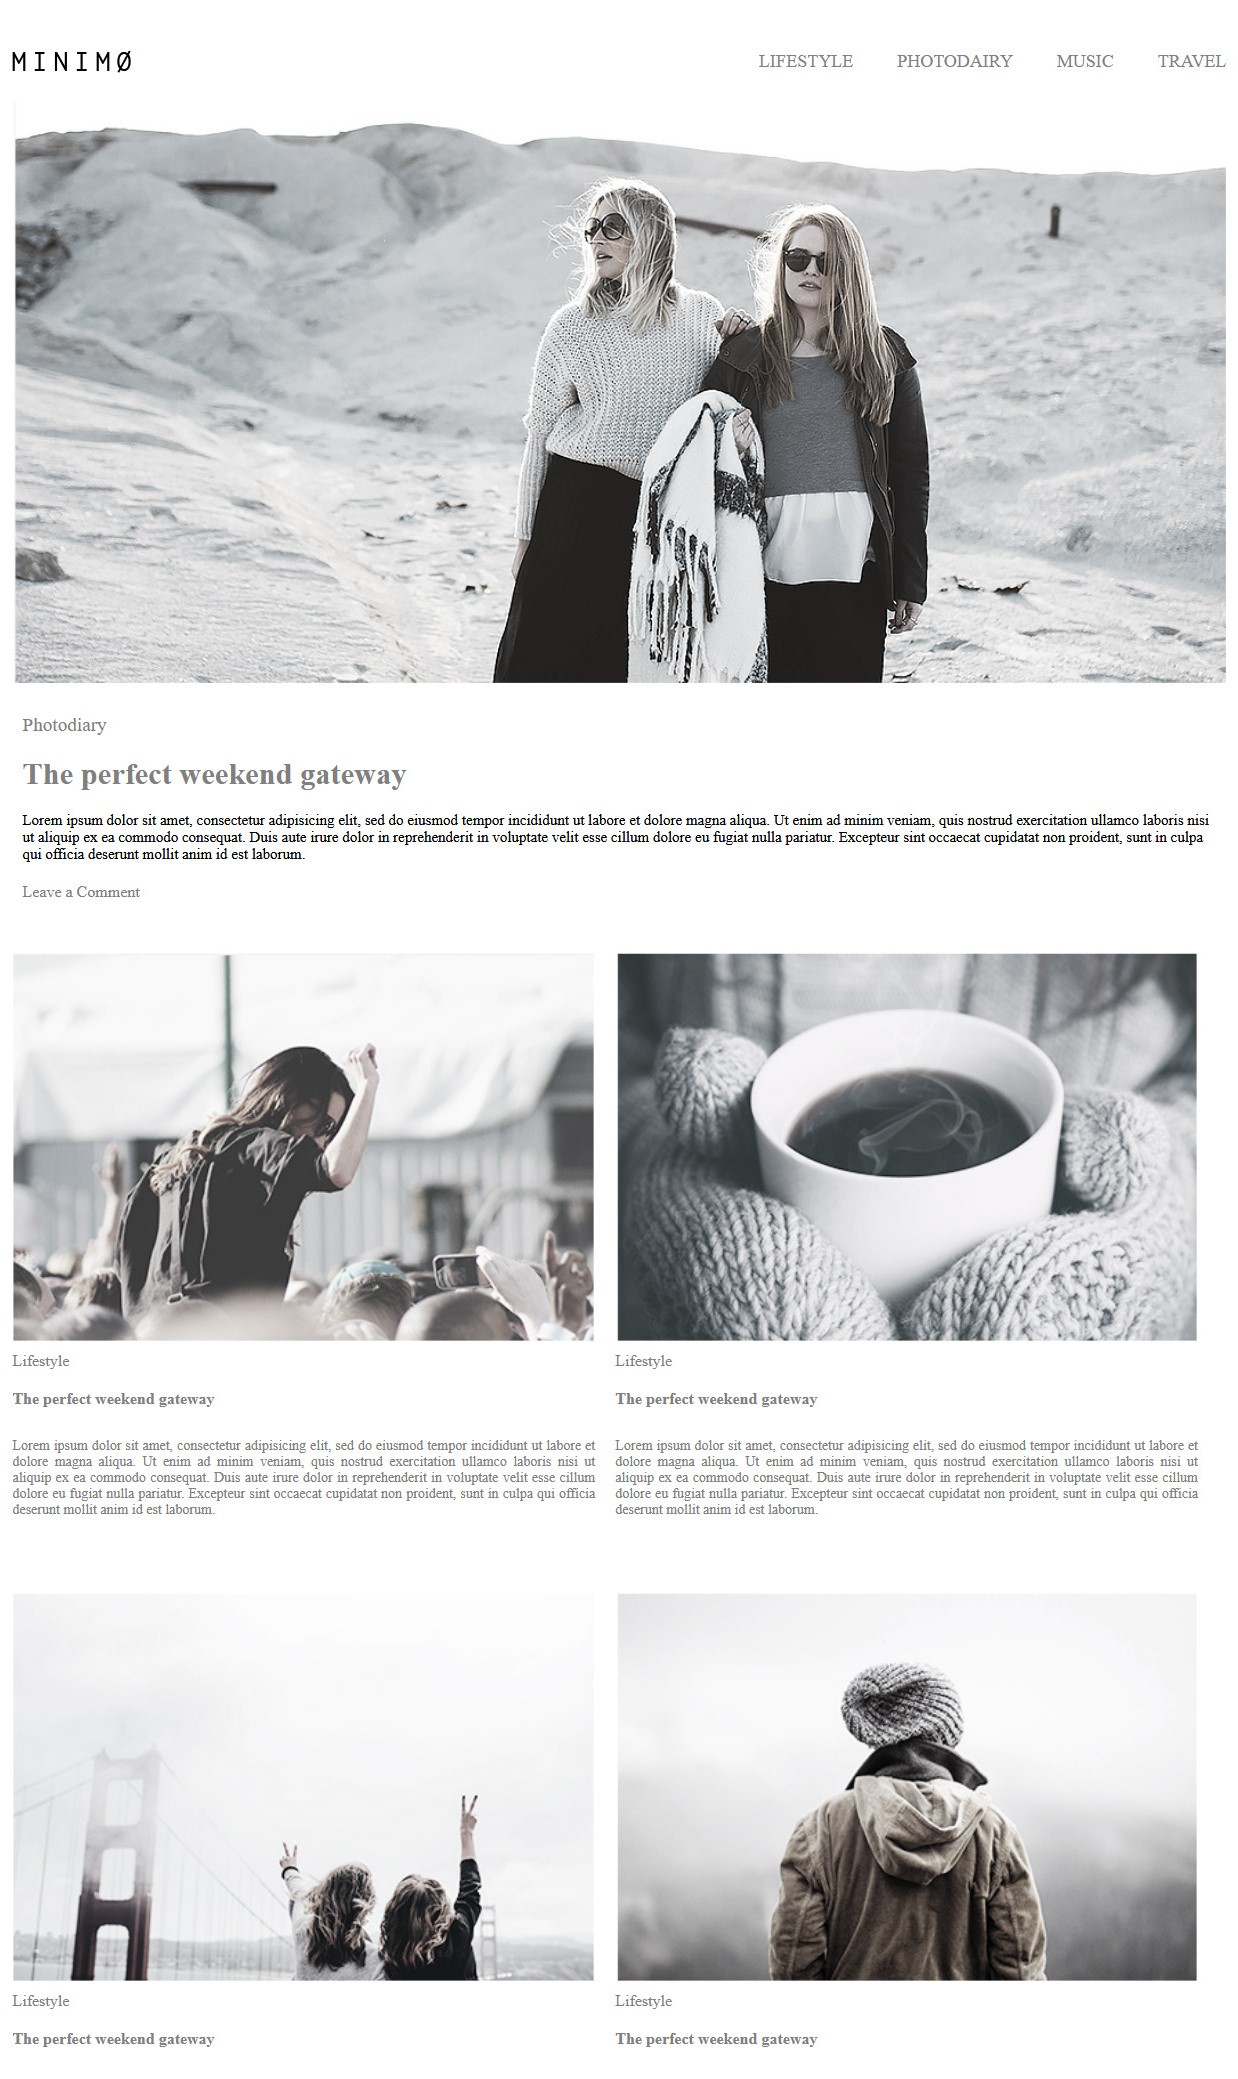 MINIMØ
LIFESTYLE PHOTODAIRY MUSIC TRAVEL
Photodiary
The perfect weekend gateway
Lorem ipsum dolor sit amet, consectetur adipisicing elit, sed do eiusmod tempor incididunt ut labore et dolore magna aliqua. Ut enim ad minim veniam, quis nostrud exercitation ullamco laboris nisi
ut aliquip ex ea commodo consequat. Duis aute irure dolor in reprehenderit in voluptate velit esse cillum dolore eu fugiat nulla pariatur. Excepteur sint occaecat cupidatat non proident, sunt in culpa
qui officia deserunt mollit anim id est laborum.
Leave a Comment
Lifestyle
The perfect weekend gateway
Lorem ipsum dolor sit amet, consectetur adipisicing elit, sed do eiusmod tempor incididunt ut labore et
dolore magna aliqua. Ut enim ad minim veniam, quis nostrud exercitation ullamco laboris nisi ut
aliquip ex ea commodo consequat. Duis aute irure dolor in reprehenderit in voluptate velit esse cillum
dolore eu fugiat nulla pariatur. Excepteur sint occaecat cupidatat non proident, sunt in culpa qui officia
deserunt mollit anim id est laborum.
Lifestyle
The perfect weekend gateway
Lorem ipsum dolor sit amet, consectetur adipisicing elit, sed do eiusmod tempor incididunt ut labore et
dolore magna aliqua. Ut enim ad minim veniam, quis nostrud exercitation ullamco laboris nisi ut
aliquip ex ea commodo consequat. Duis aute irure dolor in reprehenderit in voluptate velit esse cillum
dolore eu fugiat nulla pariatur. Excepteur sint occaecat cupidatat non proident, sunt in culpa qui officia
deserunt mollit anim id est laborum.
Lifestyle
The perfect weekend gateway
Lifestyle
The perfect weekend gateway